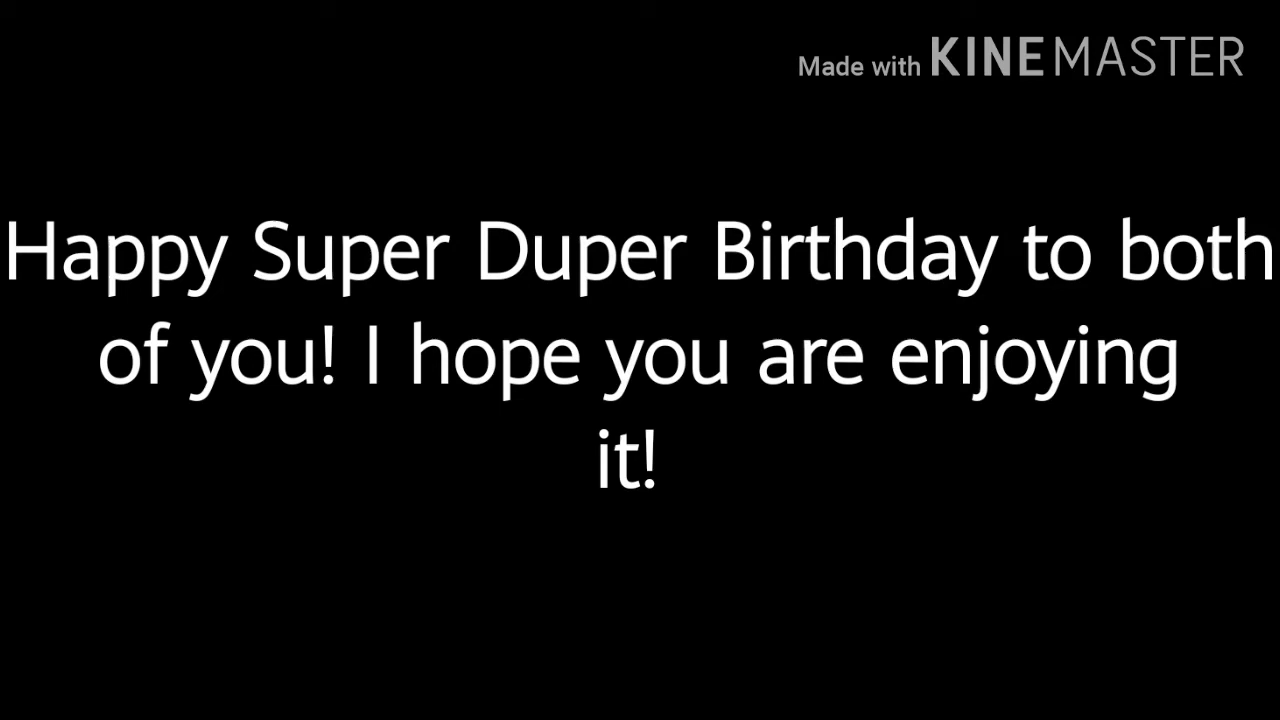 Made with KINEMASTER
Happy Super Duper Birthday to both
of you! I hope you are enjoying
it!